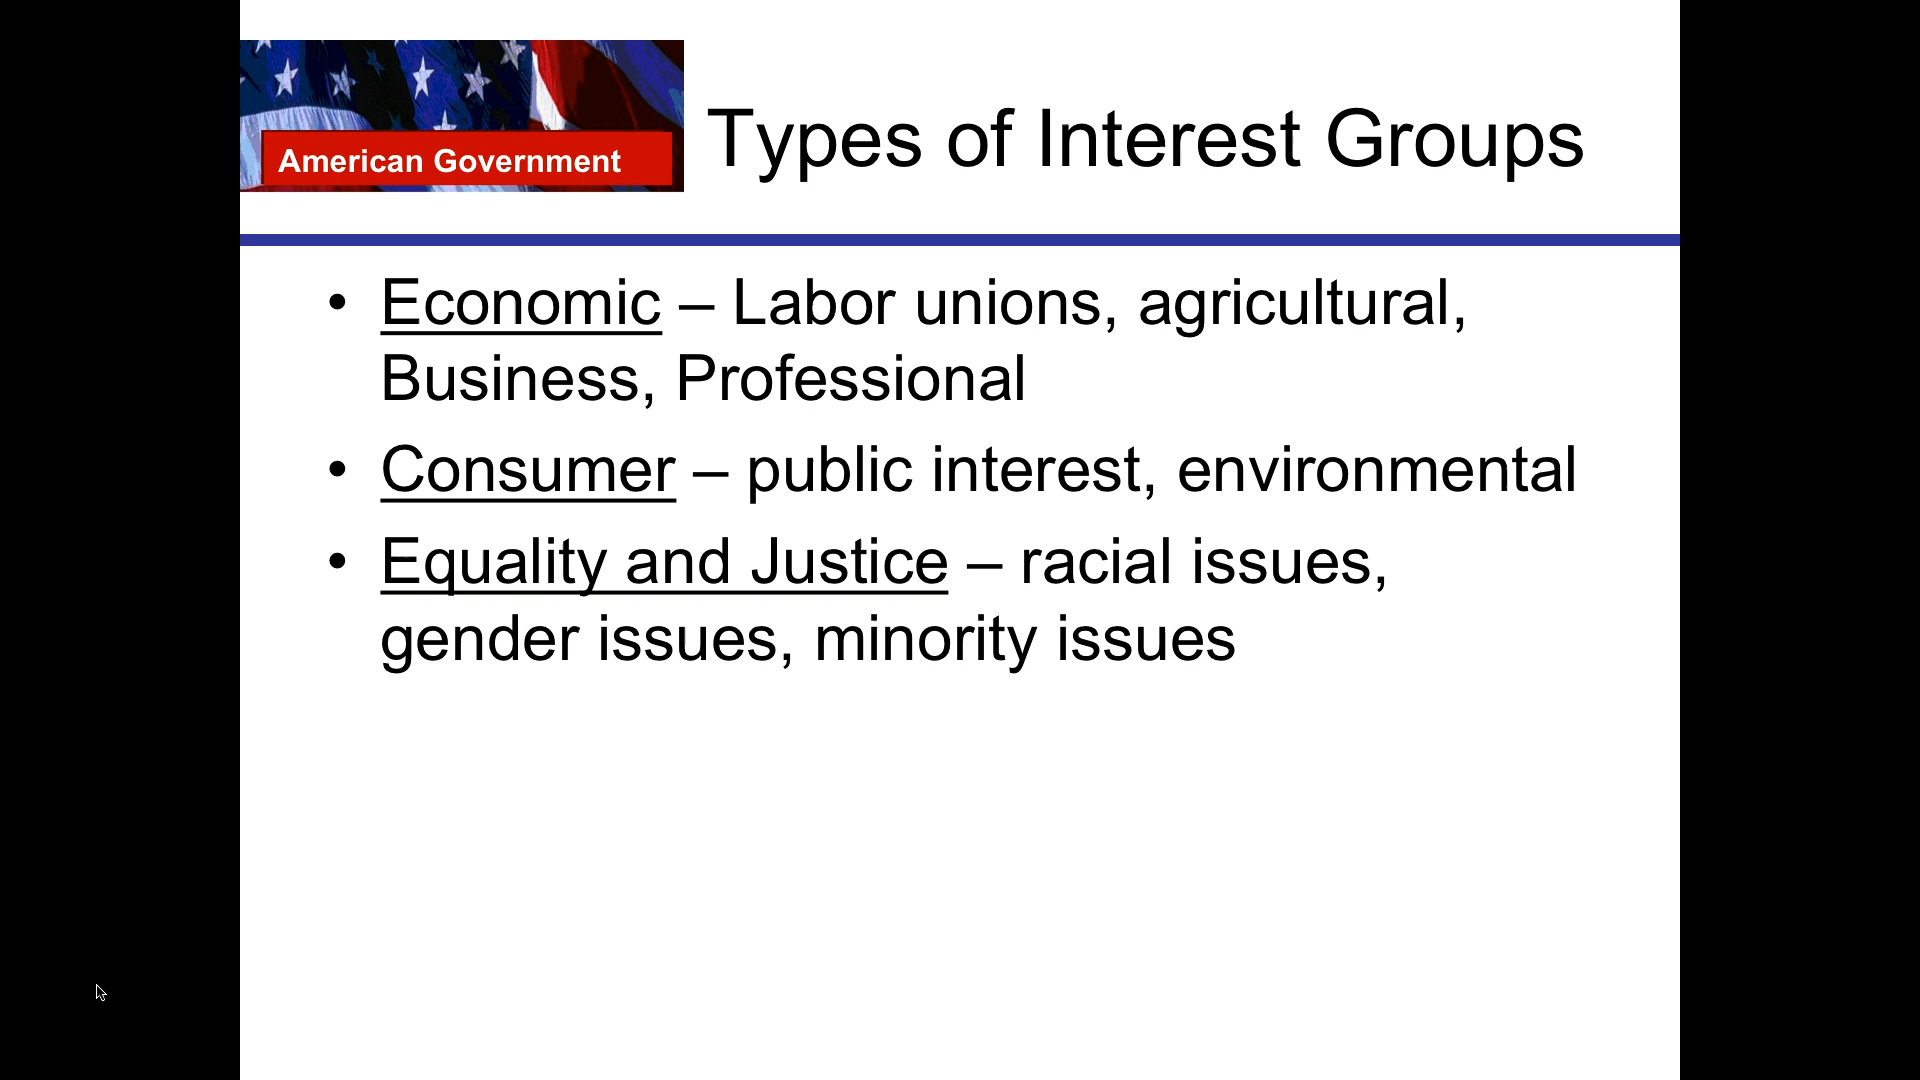 American Government
Types of Interest Groups
• Economic – Labor unions, agricultural,
Business, Professional
• Consumer – public interest, environmental
• Equality and Justice – racial issues,
gender issues, minority issues